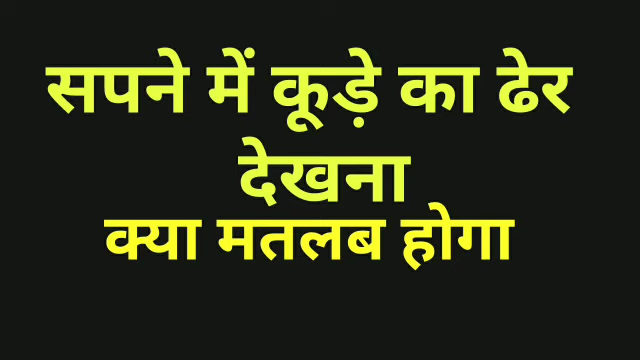 सपने में कूड़े का ढेर
देखना
क्या मतलब होगा